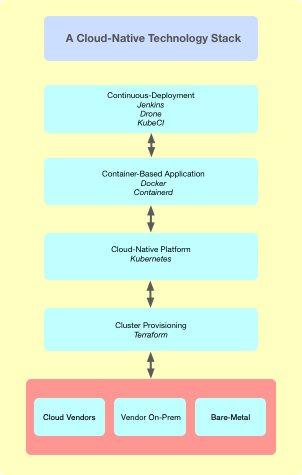 A Cloud-Native Technology Stack
Continuous-Deployment
Jenkins
Drone
KubeCI
Container-Based Application
Docker
Containerd
Cloud-Native Platform
Kubernetes
Cluster Provisioning
Terraform
Cloud Vendors
Vendor On-Prem
Bare-Metal